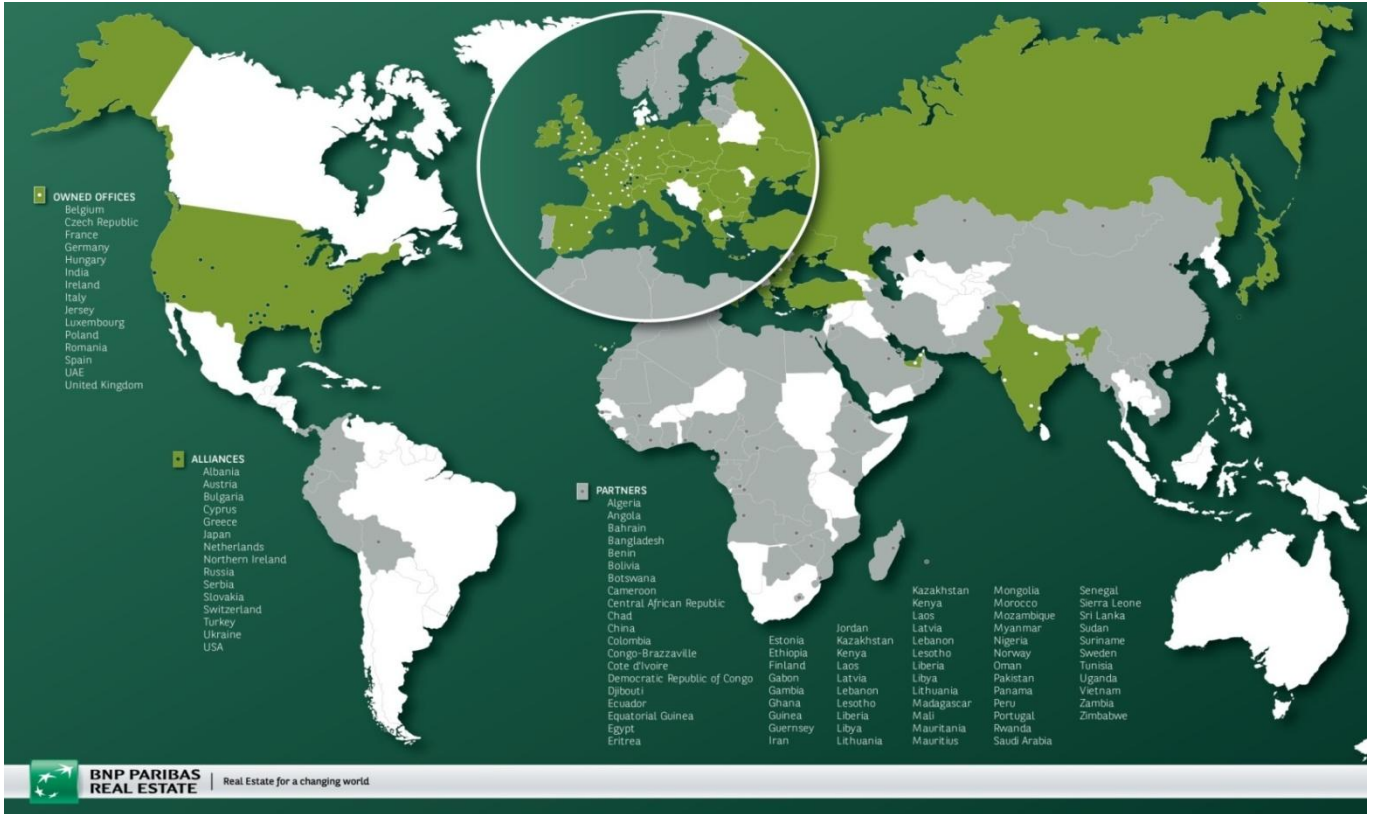 OWNED OFFICES
Belgium
Czech Republic
France
Germany
Hungary
India
Ireland
Italy
Jersey
Luxembourg
Poland
Romania
Spain
UAE
United Kingdom
ALLIANCES
Albania
Austria
Bulgaria
Cyprus
Greece
Japan
Netherlands
Northern Ireland
Russia
Serbia
Slovakia
Switzerland
Turkey
Ukraine
USA
PARTNERS
Algeria
Angola
Bahrain
Bangladesh
Benin
Bolivia
Botswana
Cameroon
Central African Republic
Chad
China
Colombia
Congo-Brazzaville
Cote d'Ivoire
Democratic Republic of Congo
Djibouti
Ecuador
Equatorial Guinea
Egypt
Eritrea
Estonia
Ethiopia
Finland
Gabon
Gambia
Ghana
Guinea
Guernsey
Iran
Jordan
Kazakhstan
Kenya
Laos
Latvia
Lebanon
Lesotho
Liberia
Libya
Lithuania
Kazakhstan
Kenya
Laos
Latvia
Lebanon
Lesotho
Liberia
Libya
Lithuania
Madagascar
Mali
Mauritania
Mauritius
Mongolia
Morocco
Mozambique
Myanmar
Nigeria
Norway
Oman
Pakistan
Panama
Peru
Portugal
Rwanda
Saudi Arabia
Senegal
Sierra Leone
Sri Lanka
Sudan
Suriname
Sweden
Tunisia
Uganda
Vietnam
Zambia
Zimbabwe
BNP PARIBAS
REAL ESTATE
Real Estate for a changing world